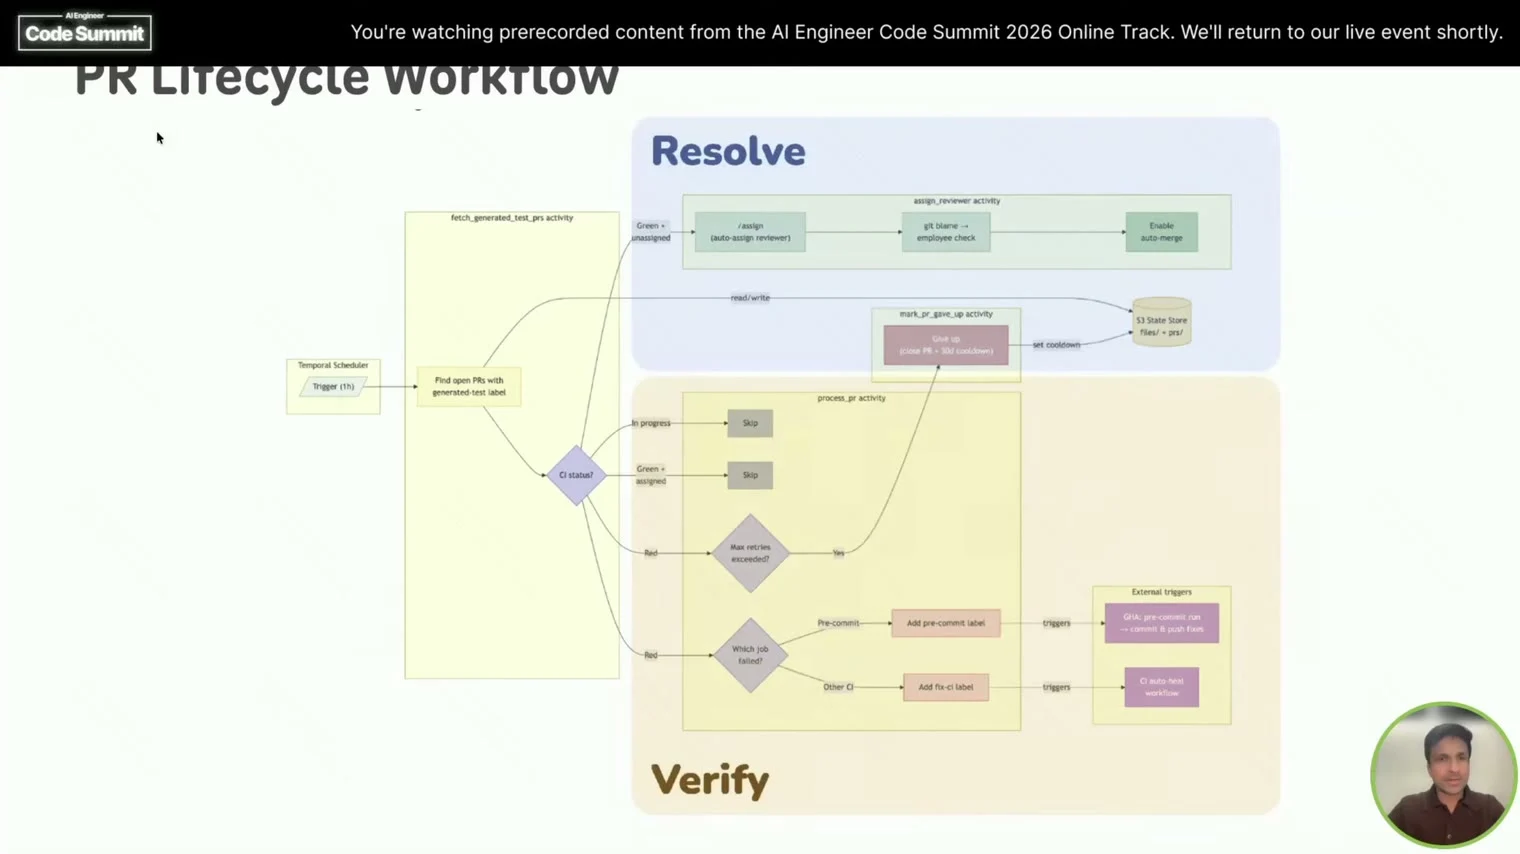 AI Engineer
Code Summit
You're watching prerecorded content from the AI Engineer Code Summit 2026 Online Track. We'll return to our live event shortly.
PR Lifecycle Workflow
Resolve
assign_reviewer activity
fetch_generated_test_prs activity
Green +
unassigned
/assign
(auto-assign reviewer)
git blame →
employee check
Enable
auto-merge
read/write
mark_pr_gave_up activity
S3 State Store
files/ + prs/
Give up
(close PR + 30d cooldown)
set cooldown
Temporal Scheduler
Trigger (1h)
Find open PRs with
generated-test label
process_pr activity
In progress
Skip
CI status?
Green +
assigned
Skip
Red
Max retries
exceeded?
Yes
External triggers
Pre-commit
Add pre-commit label
triggers
GHA: pre-commit run
→ commit & push fixes
Red
Which job
failed?
Other CI
Add fix-ci label
triggers
CI auto-heal
workflow
Verify